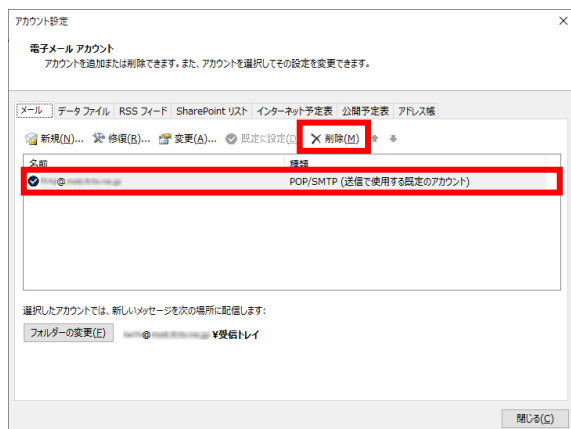 アカウント設定
電子メール アカウント
アカウントを追加または削除できます。また、アカウントを選択してその設定を変更できます。
メール データ ファイル RSS フィード SharePoint リスト インターネット予定表 公開予定表 アドレス帳
新規(N)... 修復(R)... 変更(A)... 既定に設定(D) 削除(M)
名前 種類
@ POP/SMTP (送信で使用する既定のアカウント)
選択したアカウントでは、新しいメッセージを次の場所に配信します:
フォルダーの変更(F) @ ¥受信トレイ
閉じる(C)